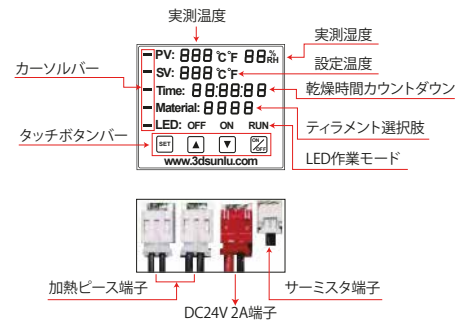 実測温度
PV: 888 ℃℉ 88 %RH
実測湿度
SV: 888 ℃℉
設定温度
カーソルバー
Time: 88:88:88
乾燥時間カウントダウン
Material: 8888
ティラメント選択肢
LED: OFF ON RUN
タッチボタンバー
SET ▲ ▼ ON/OFF
LED作業モード
www.3dsunlu.com
加熱ピース端子
サーミスタ端子
DC24V 2A端子